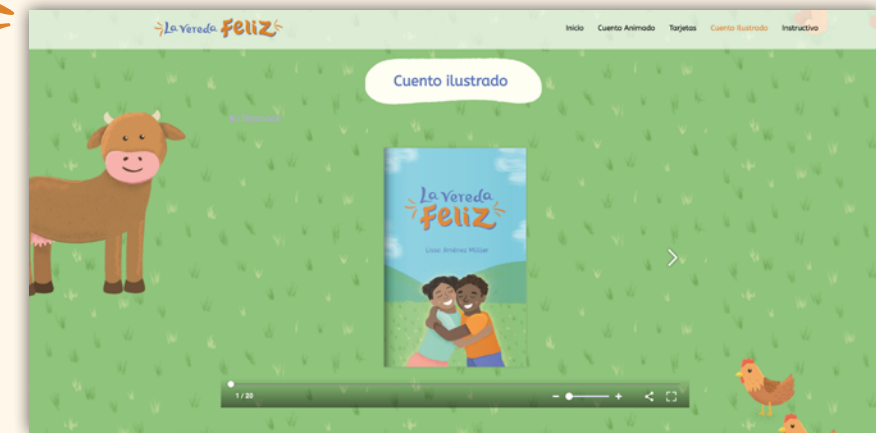 La Vereda Feliz
Inicio Cuento Animado Tarjetas Cuento Ilustrado Instructivo
Cuento ilustrado
La Vereda
Feliz
1 / 20